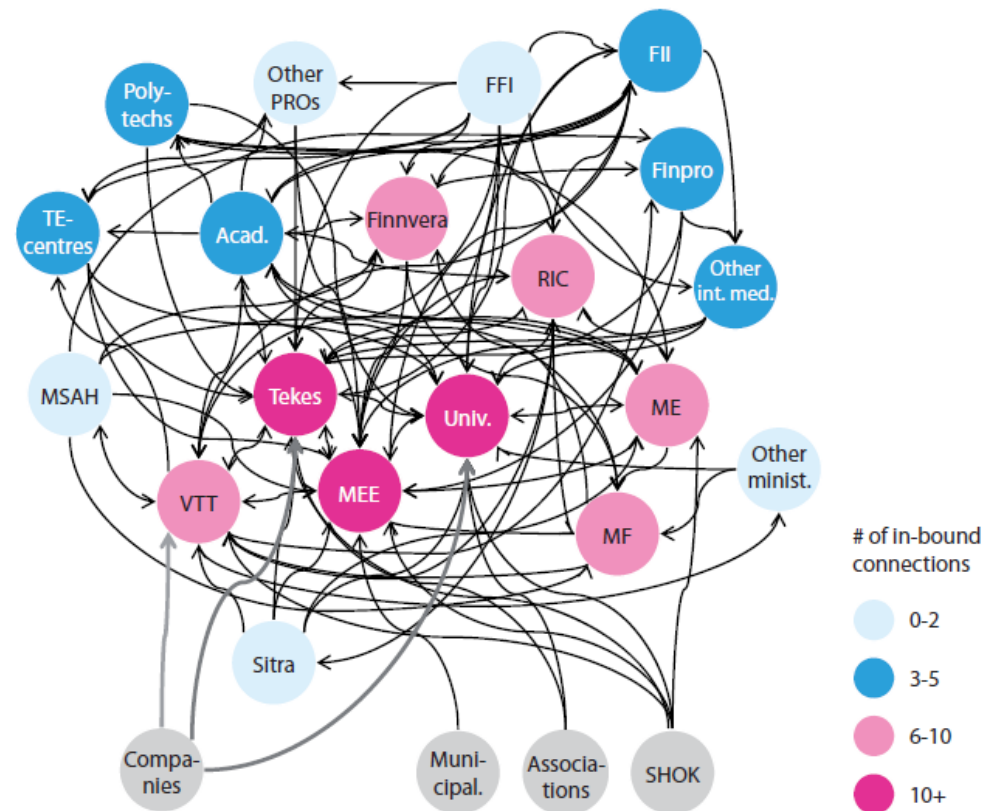 Poly-
techs
Other
PROs
FFI
FII
Finpro
TE-
centres
Acad.
Finnvera
RIC
Other
int. med.
MSAH
Tekes
Univ.
ME
VTT
MEE
MF
Other
minist.
Sitra
Compa-
nies
Muni-
cipal.
Associa-
tions
SHOK
# of in-bound
connections
0-2
3-5
6-10
10+